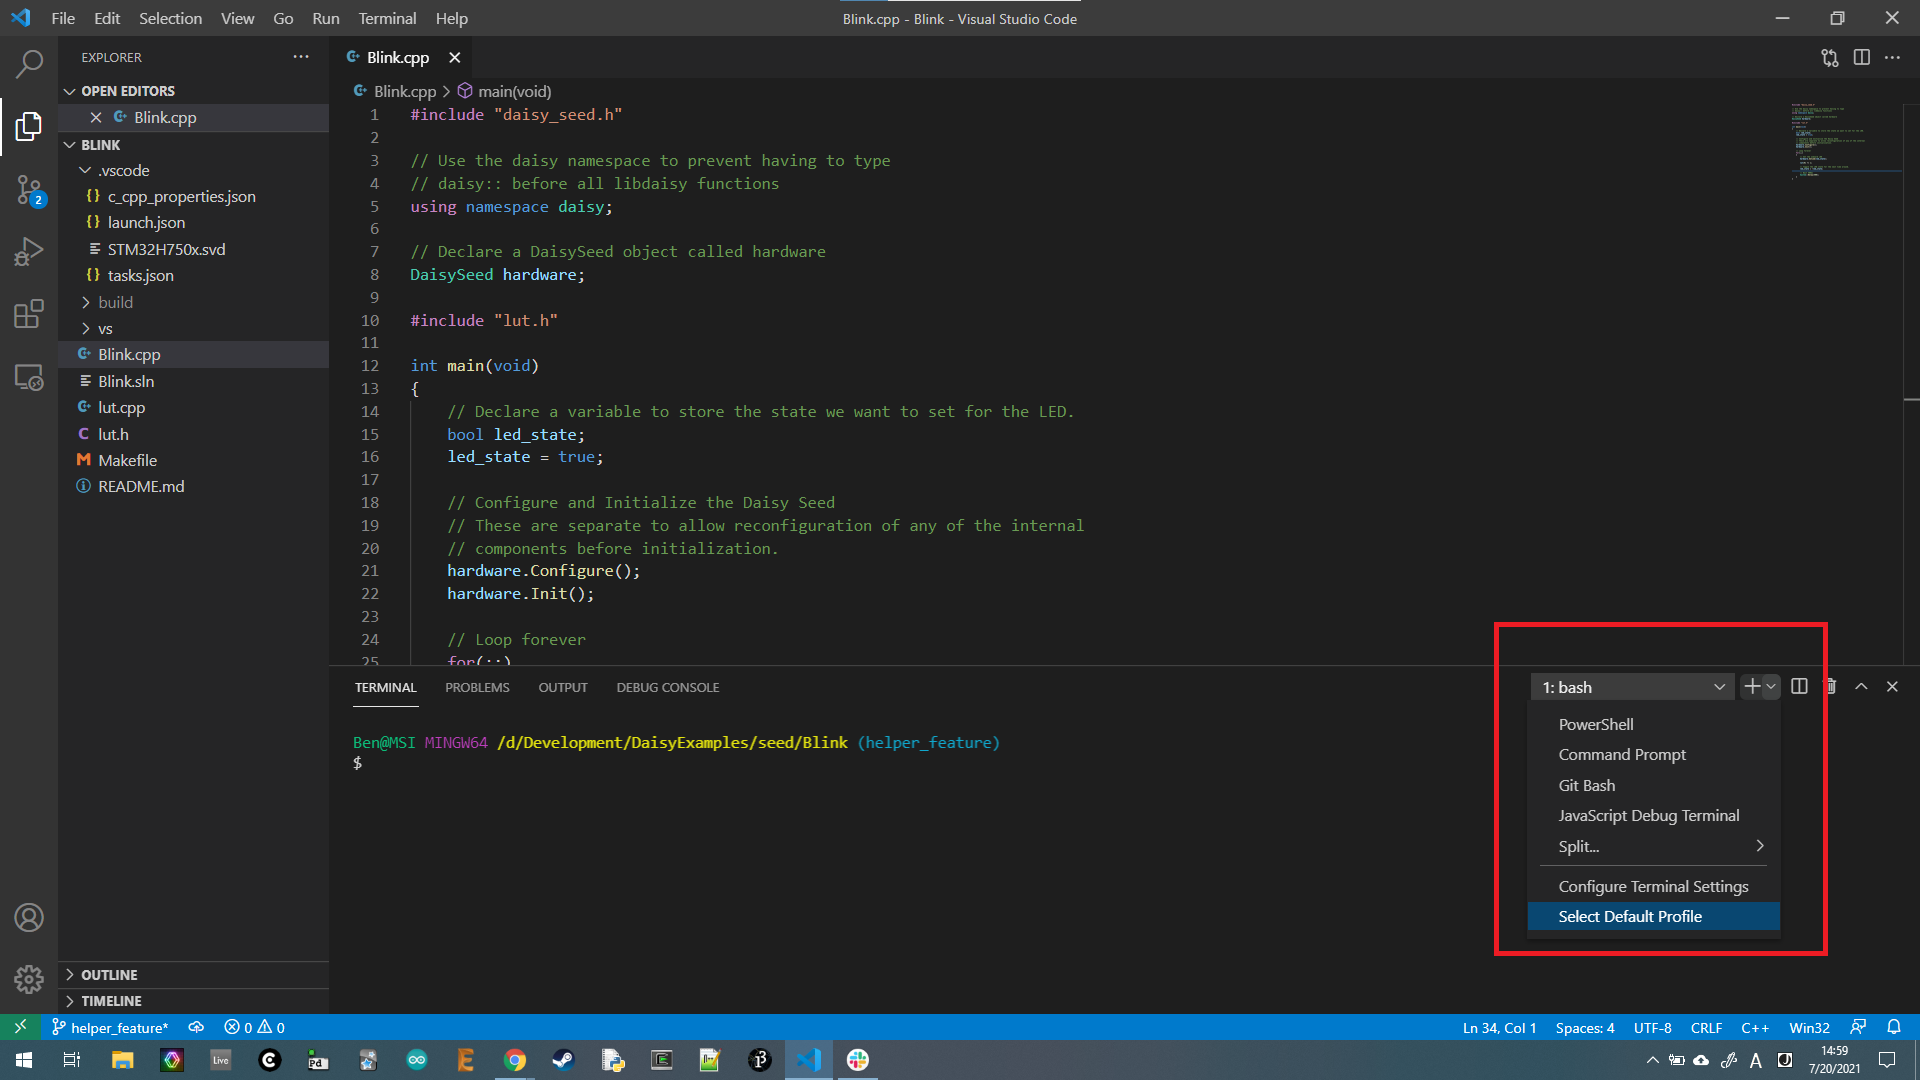 File Edit Selection View Go Run Terminal Help
Blink.cpp - Blink - Visual Studio Code
EXPLORER
OPEN EDITORS
Blink.cpp
BLINK
.vscode
{} c_cpp_properties.json
{} launch.json
STM32H750x.svd
{} tasks.json
build
vs
Blink.cpp
Blink.sln
lut.cpp
C lut.h
M Makefile
README.md
OUTLINE
TIMELINE
2
Blink.cpp
Blink.cpp > main(void)
1 #include "daisy_seed.h"
2
3 // Use the daisy namespace to prevent having to type
4 // daisy:: before all libdaisy functions
5 using namespace daisy;
6
7 // Declare a DaisySeed object called hardware
8 DaisySeed hardware;
9
10 #include "lut.h"
11
12 int main(void)
13 {
14 // Declare a variable to store the state we want to set for the LED.
15 bool led_state;
16 led_state = true;
17
18 // Configure and Initialize the Daisy Seed
19 // These are separate to allow reconfiguration of any of the internal
20 // components before initialization.
21 hardware.Configure();
22 hardware.Init();
23
24 // Loop forever
25 for(;;)
TERMINAL PROBLEMS OUTPUT DEBUG CONSOLE
1: bash
Ben@MSI MINGW64 /d/Development/DaisyExamples/seed/Blink (helper_feature)
$
PowerShell
Command Prompt
Git Bash
JavaScript Debug Terminal
Split...
Configure Terminal Settings
Select Default Profile
helper_feature* 0 0
Ln 34, Col 1 Spaces: 4 UTF-8 CRLF C++ Win32
Live
Pd
A
14:59
7/20/2021